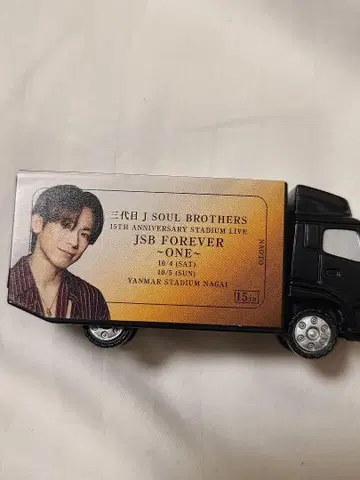 三代目 J SOUL BROTHERS
15TH ANNIVERSARY STADIUM LIVE
JSB FOREVER
~ONE~
10/4 (SAT)
10/5 (SUN)
YANMAR STADIUM NAGAI
NAOTO
15TH